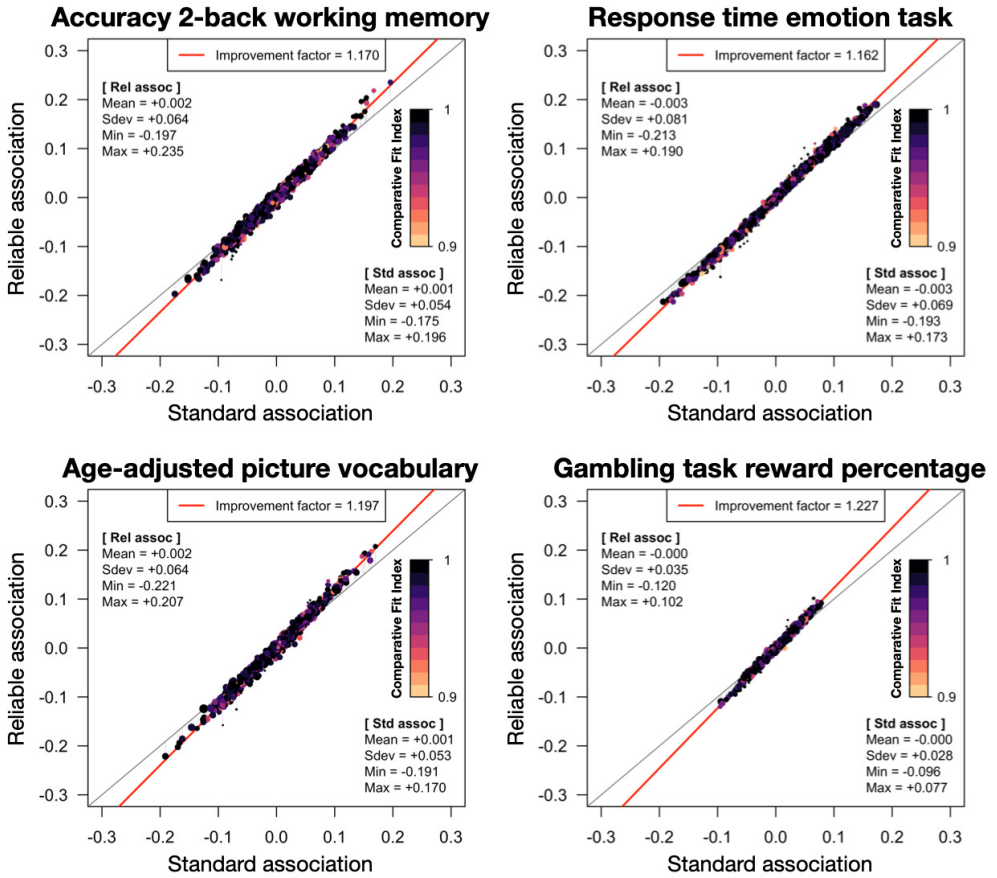 Accuracy 2-back working memory
Improvement factor = 1.170
[ Rel assoc ]
Mean = +0.002
Sdev = +0.064
Min = -0.197
Max = +0.235
Comparative Fit Index
1
0.9
[ Std assoc ]
Mean = +0.001
Sdev = +0.054
Min = -0.175
Max = +0.196
Reliable association
0.3
0.2
0.1
0.0
-0.1
-0.2
-0.3
-0.3 -0.2 -0.1 0.0 0.1 0.2 0.3
Standard association
Response time emotion task
Improvement factor = 1.162
[ Rel assoc ]
Mean = -0.003
Sdev = +0.081
Min = -0.213
Max = +0.190
Comparative Fit Index
1
0.9
[ Std assoc ]
Mean = -0.003
Sdev = +0.069
Min = -0.193
Max = +0.173
Reliable association
0.3
0.2
0.1
0.0
-0.1
-0.2
-0.3
-0.3 -0.2 -0.1 0.0 0.1 0.2 0.3
Standard association
Age-adjusted picture vocabulary
Improvement factor = 1.197
[ Rel assoc ]
Mean = +0.002
Sdev = +0.064
Min = -0.221
Max = +0.207
Comparative Fit Index
1
0.9
[ Std assoc ]
Mean = +0.001
Sdev = +0.053
Min = -0.191
Max = +0.170
Reliable association
0.3
0.2
0.1
0.0
-0.1
-0.2
-0.3
-0.3 -0.2 -0.1 0.0 0.1 0.2 0.3
Standard association
Gambling task reward percentage
Improvement factor = 1.227
[ Rel assoc ]
Mean = -0.000
Sdev = +0.035
Min = -0.120
Max = +0.102
Comparative Fit Index
1
0.9
[ Std assoc ]
Mean = -0.000
Sdev = +0.028
Min = -0.096
Max = +0.077
Reliable association
0.3
0.2
0.1
0.0
-0.1
-0.2
-0.3
-0.3 -0.2 -0.1 0.0 0.1 0.2 0.3
Standard association